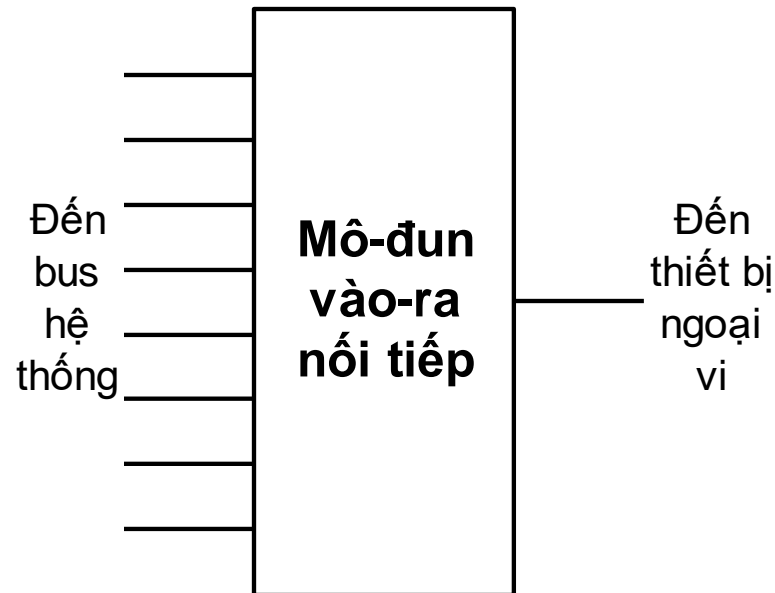 Đến
bus
hệ
thống
Mô-đun
vào-ra
nối tiếp
Đến
thiết bị
ngoại
vi